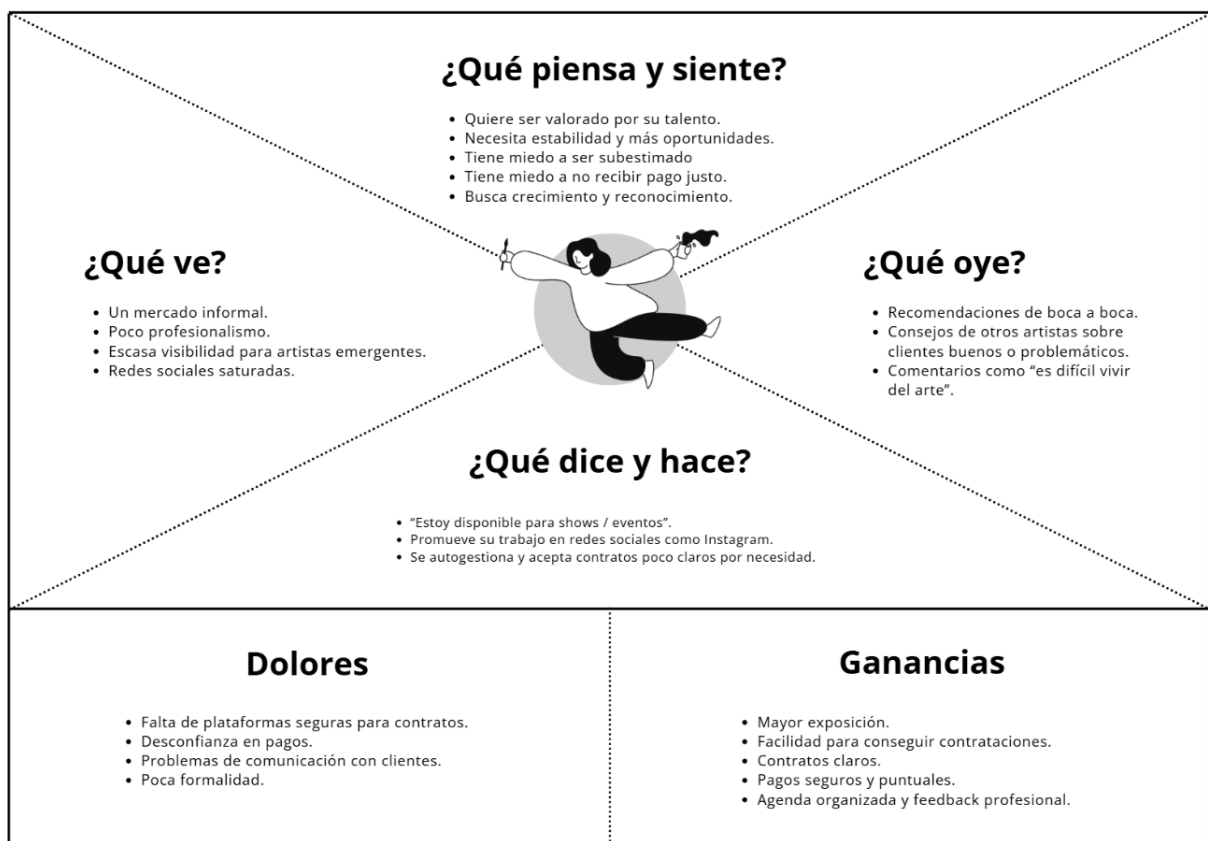 ¿Qué piensa y siente?
• Quiere ser valorado por su talento.
• Necesita estabilidad y más oportunidades.
• Tiene miedo a ser subestimado
• Tiene miedo a no recibir pago justo.
• Busca crecimiento y reconocimiento.
¿Qué ve?
• Un mercado informal.
• Poco profesionalismo.
• Escasa visibilidad para artistas emergentes.
• Redes sociales saturadas.
¿Qué oye?
• Recomendaciones de boca a boca.
• Consejos de otros artistas sobre
clientes buenos o problemáticos.
• Comentarios como “es difícil vivir
del arte”.
¿Qué dice y hace?
• “Estoy disponible para shows / eventos”.
• Promueve su trabajo en redes sociales como Instagram.
• Se autogestiona y acepta contratos poco claros por necesidad.
Dolores
• Falta de plataformas seguras para contratos.
• Desconfianza en pagos.
• Problemas de comunicación con clientes.
• Poca formalidad.
Ganancias
• Mayor exposición.
• Facilidad para conseguir contrataciones.
• Contratos claros.
• Pagos seguros y puntuales.
• Agenda organizada y feedback profesional.